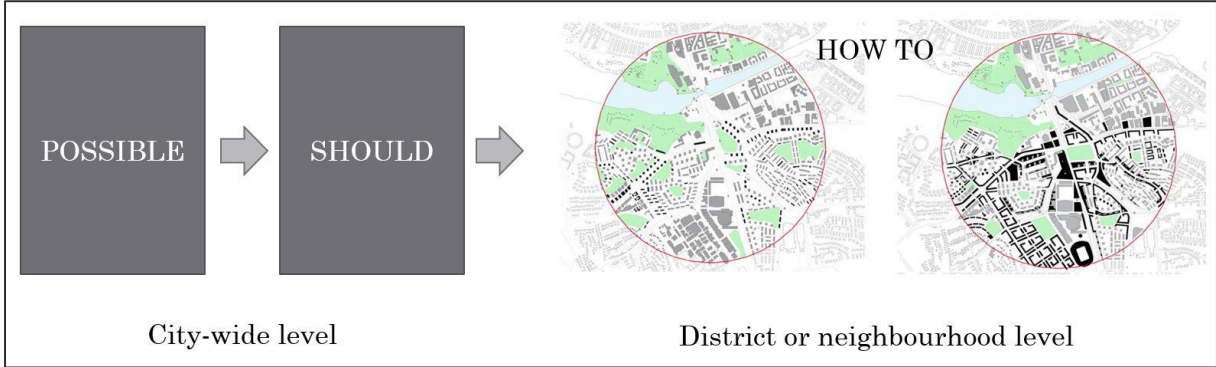 POSSIBLE
SHOULD
HOW TO
City-wide level
District or neighbourhood level